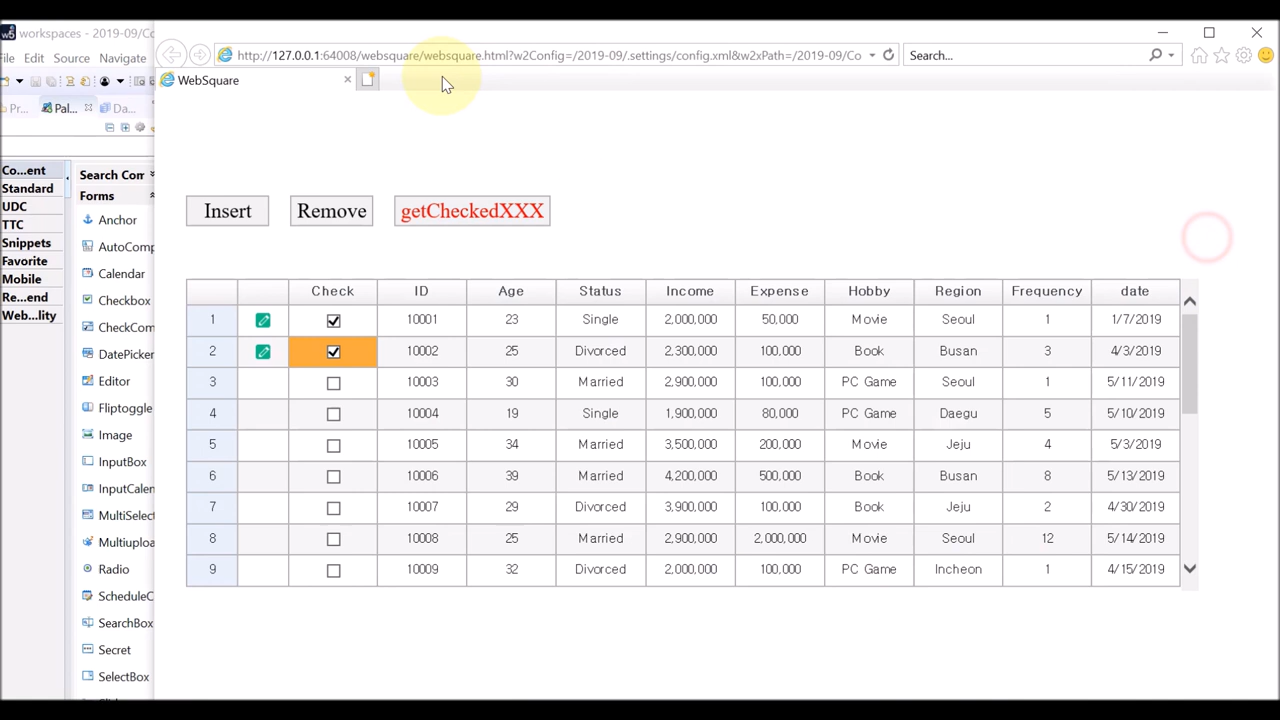 w5 workspaces - 2019-09/Co
File Edit Source Navigate
http://127.0.0.1:64008/websquare/websquare.html?w2Config=/2019-09/.settings/config.xml&w2xPath=/2019-09/Co
Search...
WebSquare
Pr...
Pal...
Da...
Co...ent
Standard
UDC
TTC
Snippets
Favorite
Mobile
Re...end
Web...lity
Search Com
Forms
Anchor
AutoComp
Calendar
Checkbox
CheckCom
DatePicker
Editor
Fliptoggle
Image
InputBox
InputCalen
MultiSelect
Multiuploa
Radio
ScheduleC
SearchBox
Secret
SelectBox
Insert Remove getCheckedXXX
Check ID Age Status Income Expense Hobby Region Frequency date
1 10001 23 Single 2,000,000 50,000 Movie Seoul 1 1/7/2019
2 10002 25 Divorced 2,300,000 100,000 Book Busan 3 4/3/2019
3 10003 30 Married 2,900,000 100,000 PC Game Seoul 1 5/11/2019
4 10004 19 Single 1,900,000 80,000 PC Game Daegu 5 5/10/2019
5 10005 34 Married 3,500,000 200,000 Movie Jeju 4 5/3/2019
6 10006 39 Married 4,200,000 500,000 Book Busan 8 5/13/2019
7 10007 29 Divorced 3,900,000 100,000 Book Jeju 2 4/30/2019
8 10008 25 Married 2,900,000 2,000,000 Movie Seoul 12 5/14/2019
9 10009 32 Divorced 2,000,000 100,000 PC Game Incheon 1 4/15/2019